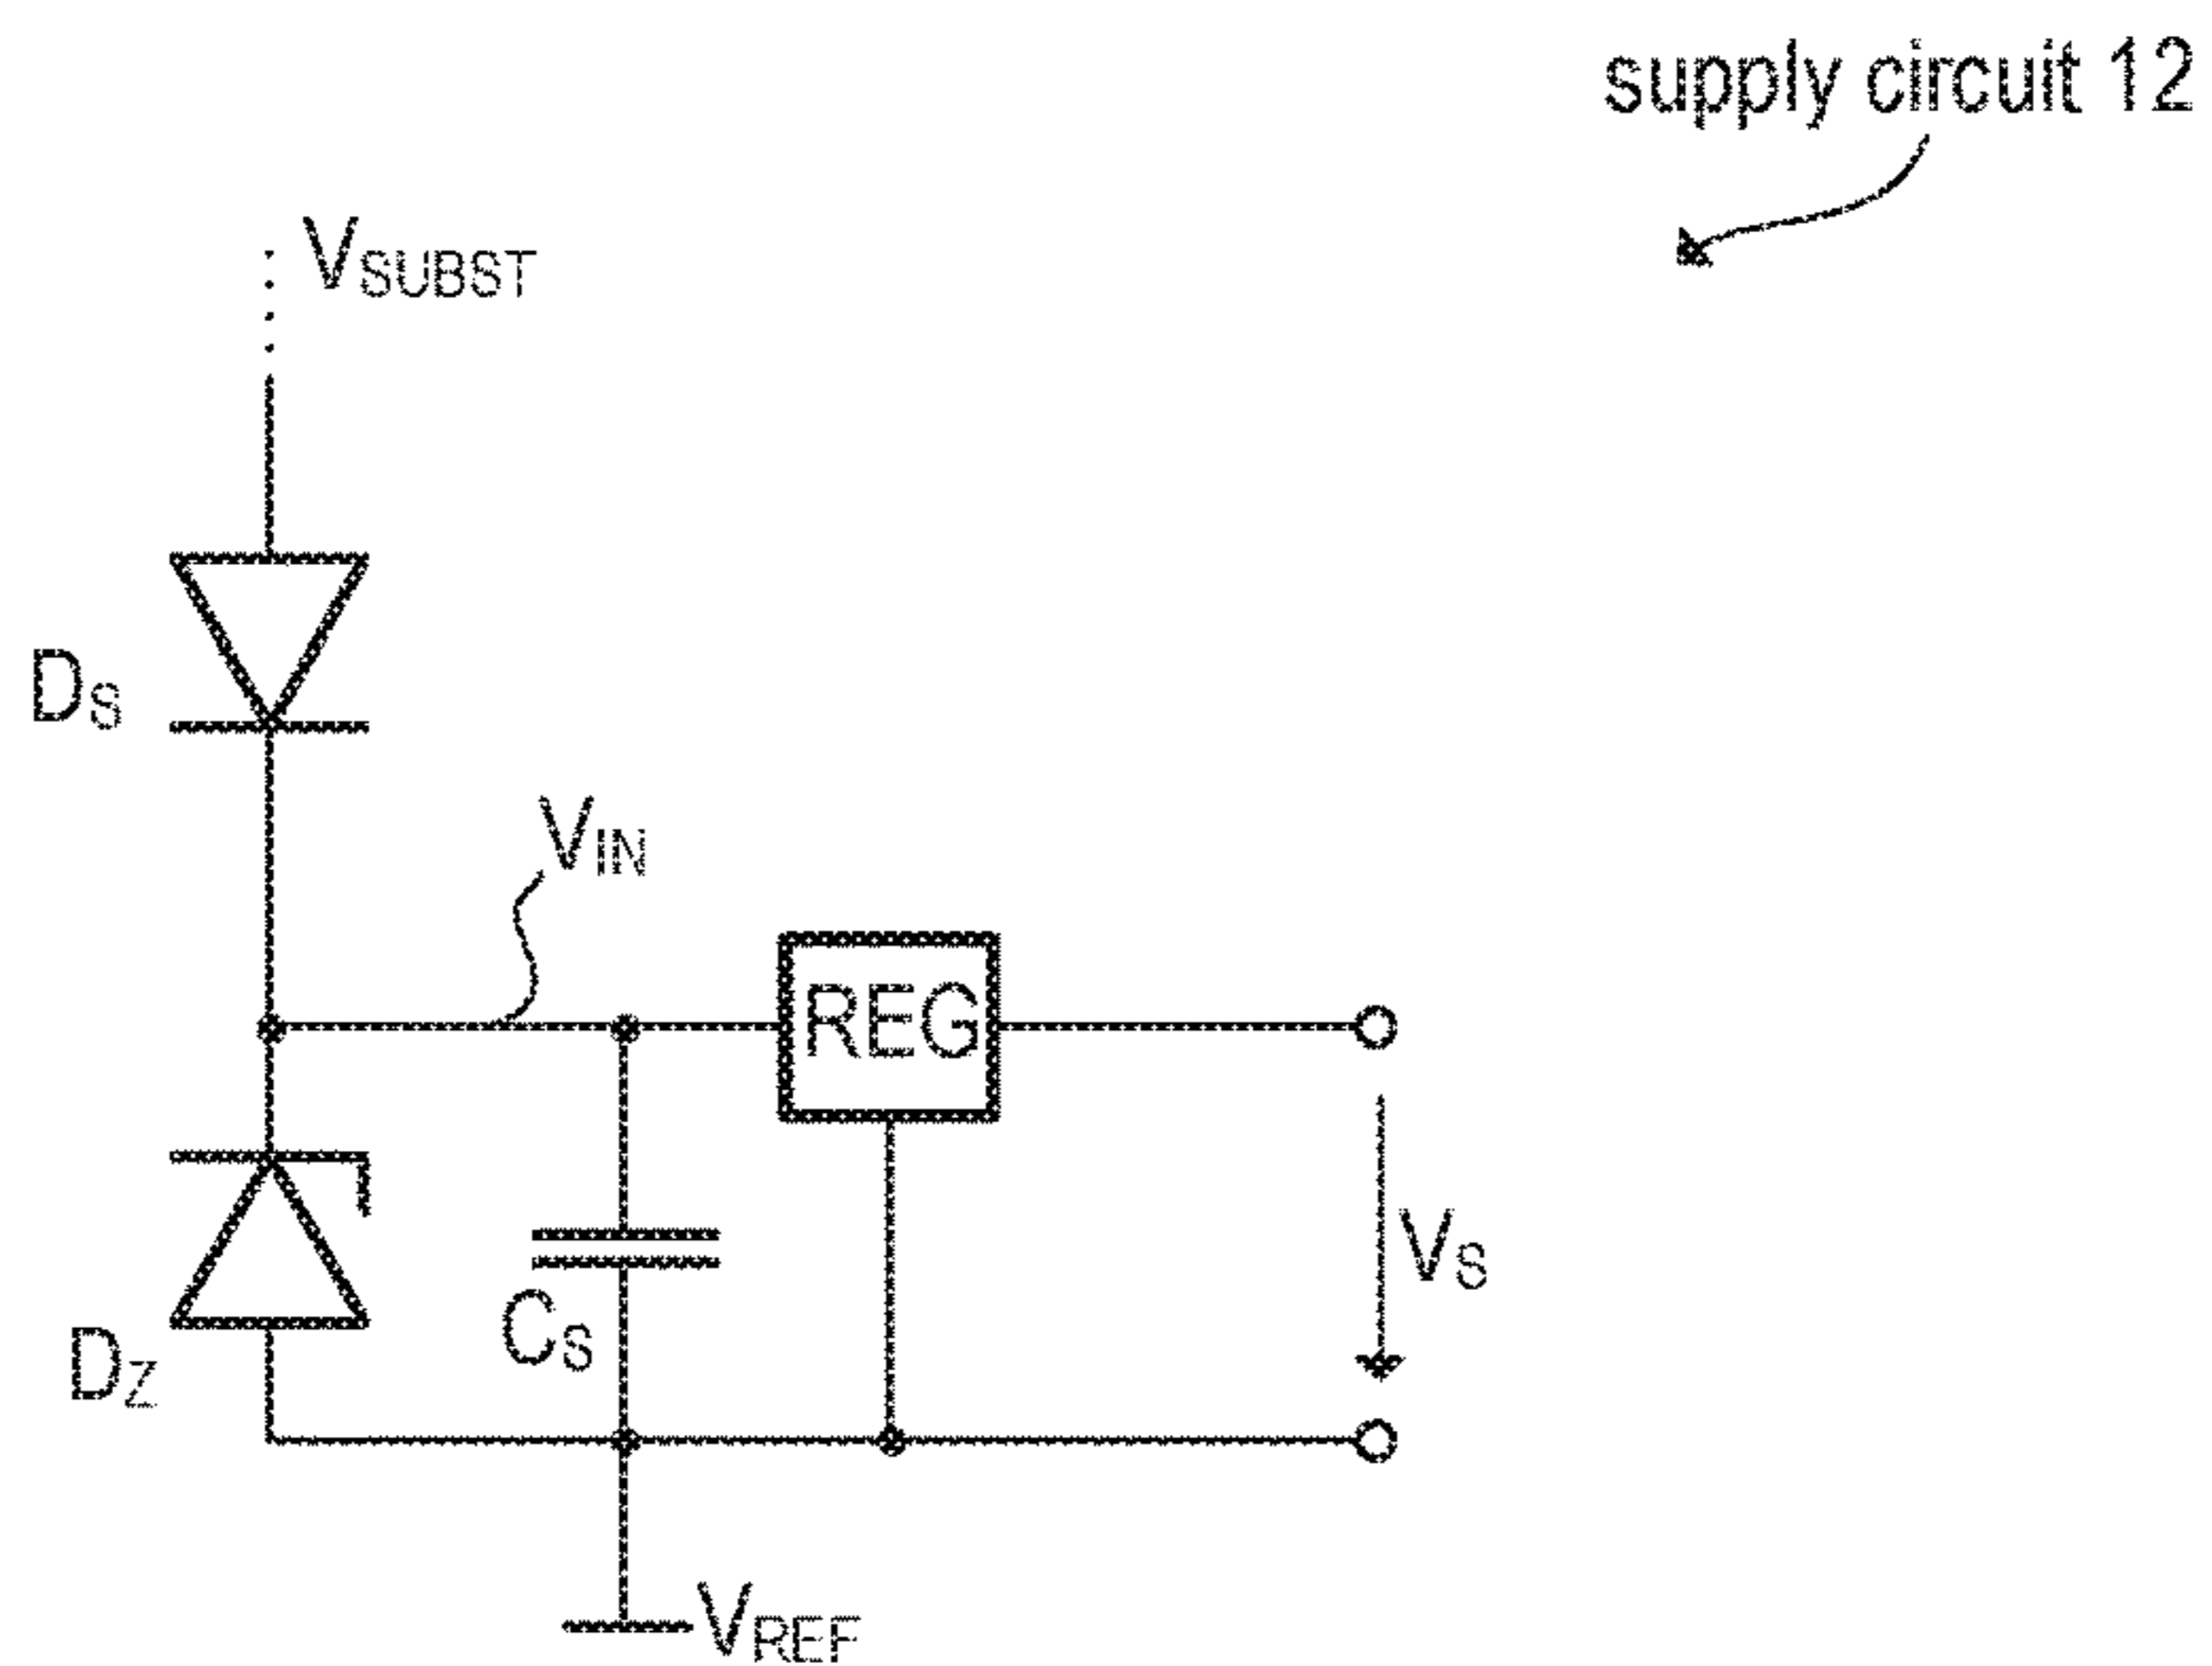 supply circuit 12
VSUBST
DS
VIN
REG
VS
CS
DZ
VREF